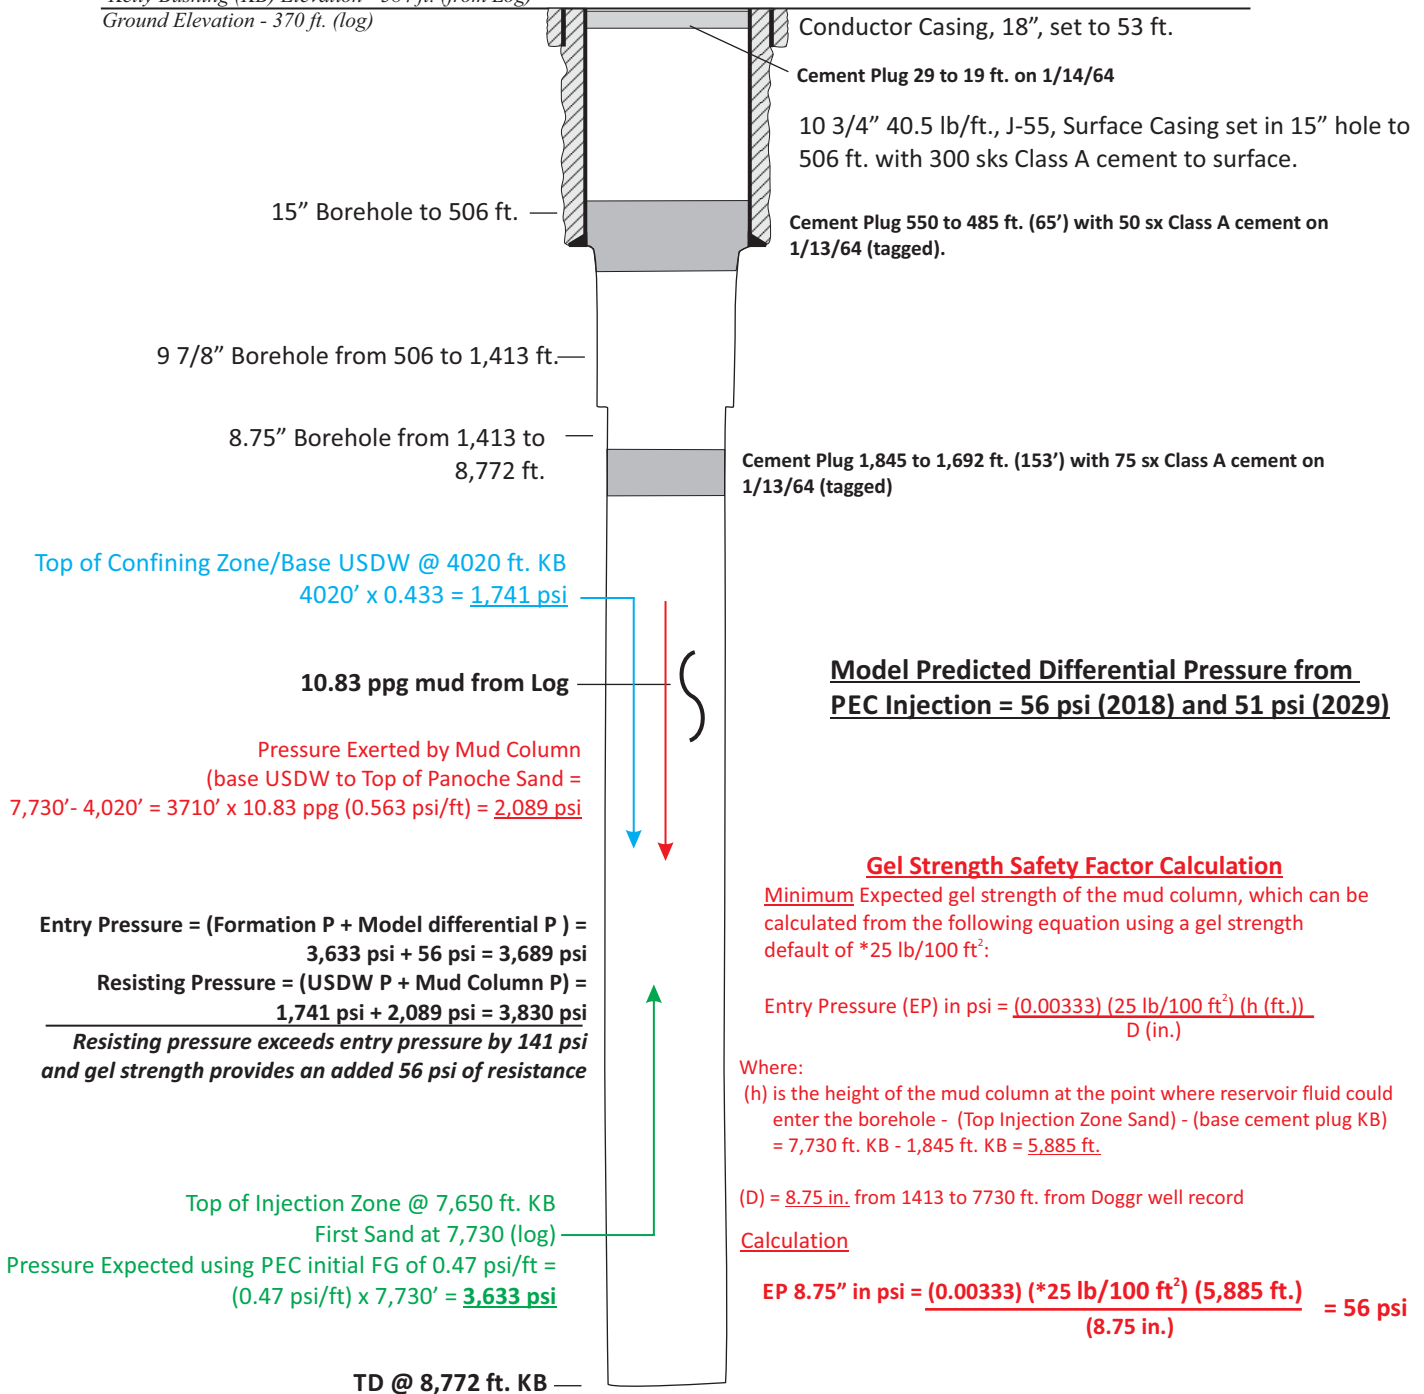 Kelly Bushing (KB) Elevation - 384 ft. (from Log)
Ground Elevation - 370 ft. (log)
Conductor Casing, 18”, set to 53 ft.
Cement Plug 29 to 19 ft. on 1/14/64
10 3/4” 40.5 lb/ft., J-55, Surface Casing set in 15” hole to
506 ft. with 300 sks Class A cement to surface.
15” Borehole to 506 ft.
Cement Plug 550 to 485 ft. (65’) with 50 sx Class A cement on
1/13/64 (tagged).
9 7/8” Borehole from 506 to 1,413 ft.
8.75” Borehole from 1,413 to
8,772 ft.
Cement Plug 1,845 to 1,692 ft. (153’) with 75 sx Class A cement on
1/13/64 (tagged)
Top of Confining Zone/Base USDW @ 4020 ft. KB
4020’ x 0.433 = 1,741 psi
10.83 ppg mud from Log
Model Predicted Differential Pressure from
PEC Injection = 56 psi (2018) and 51 psi (2029)
Pressure Exerted by Mud Column
(base USDW to Top of Panoche Sand =
7,730’- 4,020’ = 3710’ x 10.83 ppg (0.563 psi/ft) = 2,089 psi
Entry Pressure = (Formation P + Model differential P ) =
3,633 psi + 56 psi = 3,689 psi
Resisting Pressure = (USDW P + Mud Column P) =
1,741 psi + 2,089 psi = 3,830 psi
Resisting pressure exceeds entry pressure by 141 psi
and gel strength provides an added 56 psi of resistance
Gel Strength Safety Factor Calculation
Minimum Expected gel strength of the mud column, which can be
calculated from the following equation using a gel strength
default of *25 lb/100 ft²:
Entry Pressure (EP) in psi = (0.00333) (25 lb/100 ft²) (h (ft.))
D (in.)
Where:
(h) is the height of the mud column at the point where reservoir fluid could
enter the borehole - (Top Injection Zone Sand) - (base cement plug KB)
= 7,730 ft. KB - 1,845 ft. KB = 5,885 ft.
(D) = 8.75 in. from 1413 to 7730 ft. from Doggr well record
Calculation
EP 8.75” in psi = (0.00333) (*25 lb/100 ft²) (5,885 ft.) = 56 psi
(8.75 in.)
Top of Injection Zone @ 7,650 ft. KB
First Sand at 7,730 (log)
Pressure Expected using PEC initial FG of 0.47 psi/ft =
(0.47 psi/ft) x 7,730’ = 3,633 psi
TD @ 8,772 ft. KB